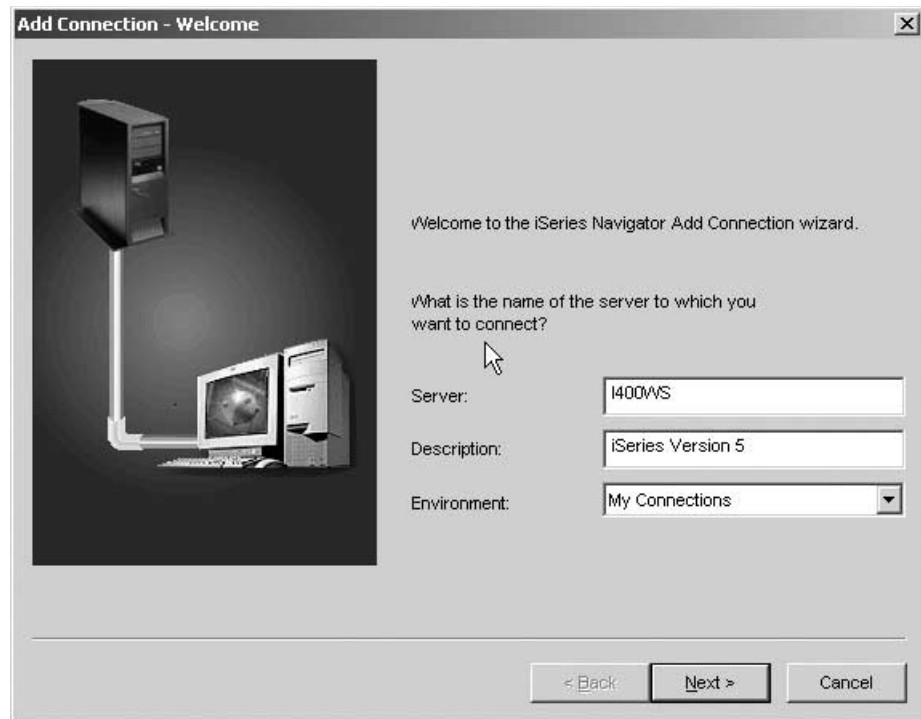 Add Connection - Welcome
Welcome to the iSeries Navigator Add Connection wizard.
What is the name of the server to which you
want to connect?
Server: I400WS
Description: iSeries Version 5
Environment: My Connections
< Back Next > Cancel